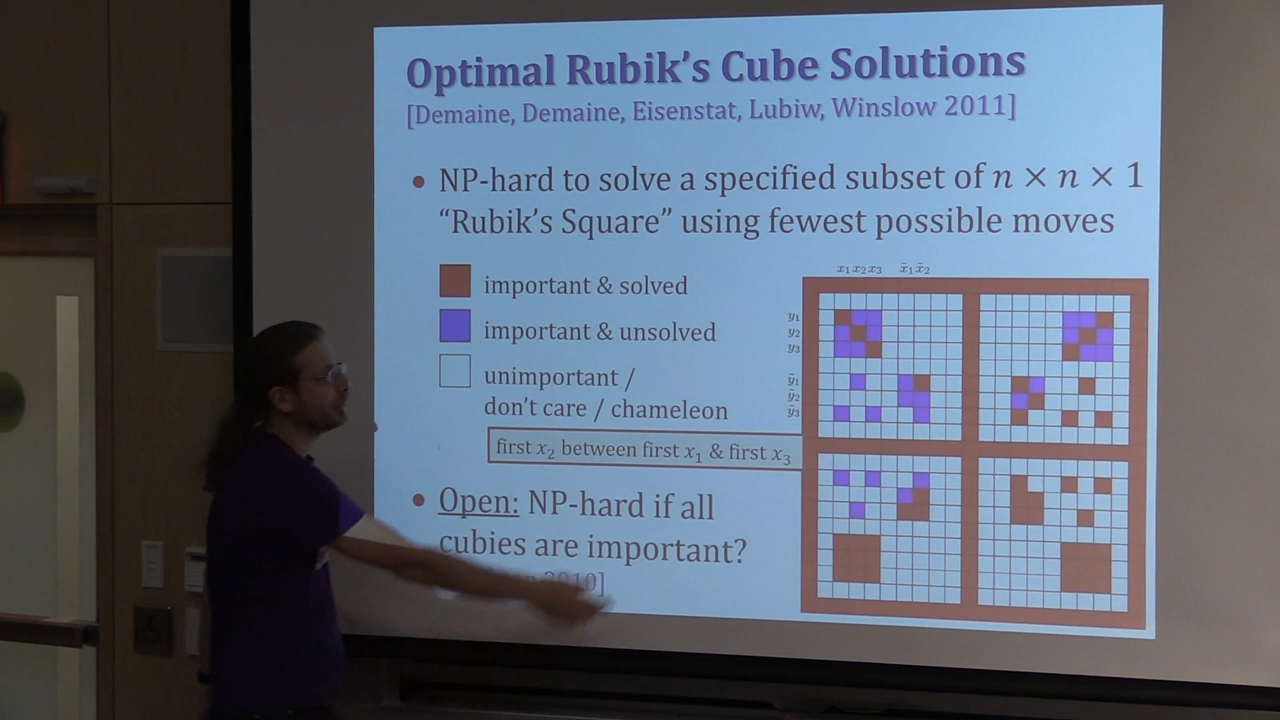 Optimal Rubik's Cube Solutions
[Demaine, Demaine, Eisenstat, Lubiw, Winslow 2011]
• NP-hard to solve a specified subset of n × n × 1
“Rubik's Square” using fewest possible moves
important & solved
important & unsolved
unimportant /
don't care / chameleon
first x₂ between first x₁ & first x₃
• Open: NP-hard if all
cubies are important?
2010]
x₁ x₂ x₃ x̄₁ x̄₂
y₁
y₂
y₃
ȳ₁
ȳ₂
ȳ₃